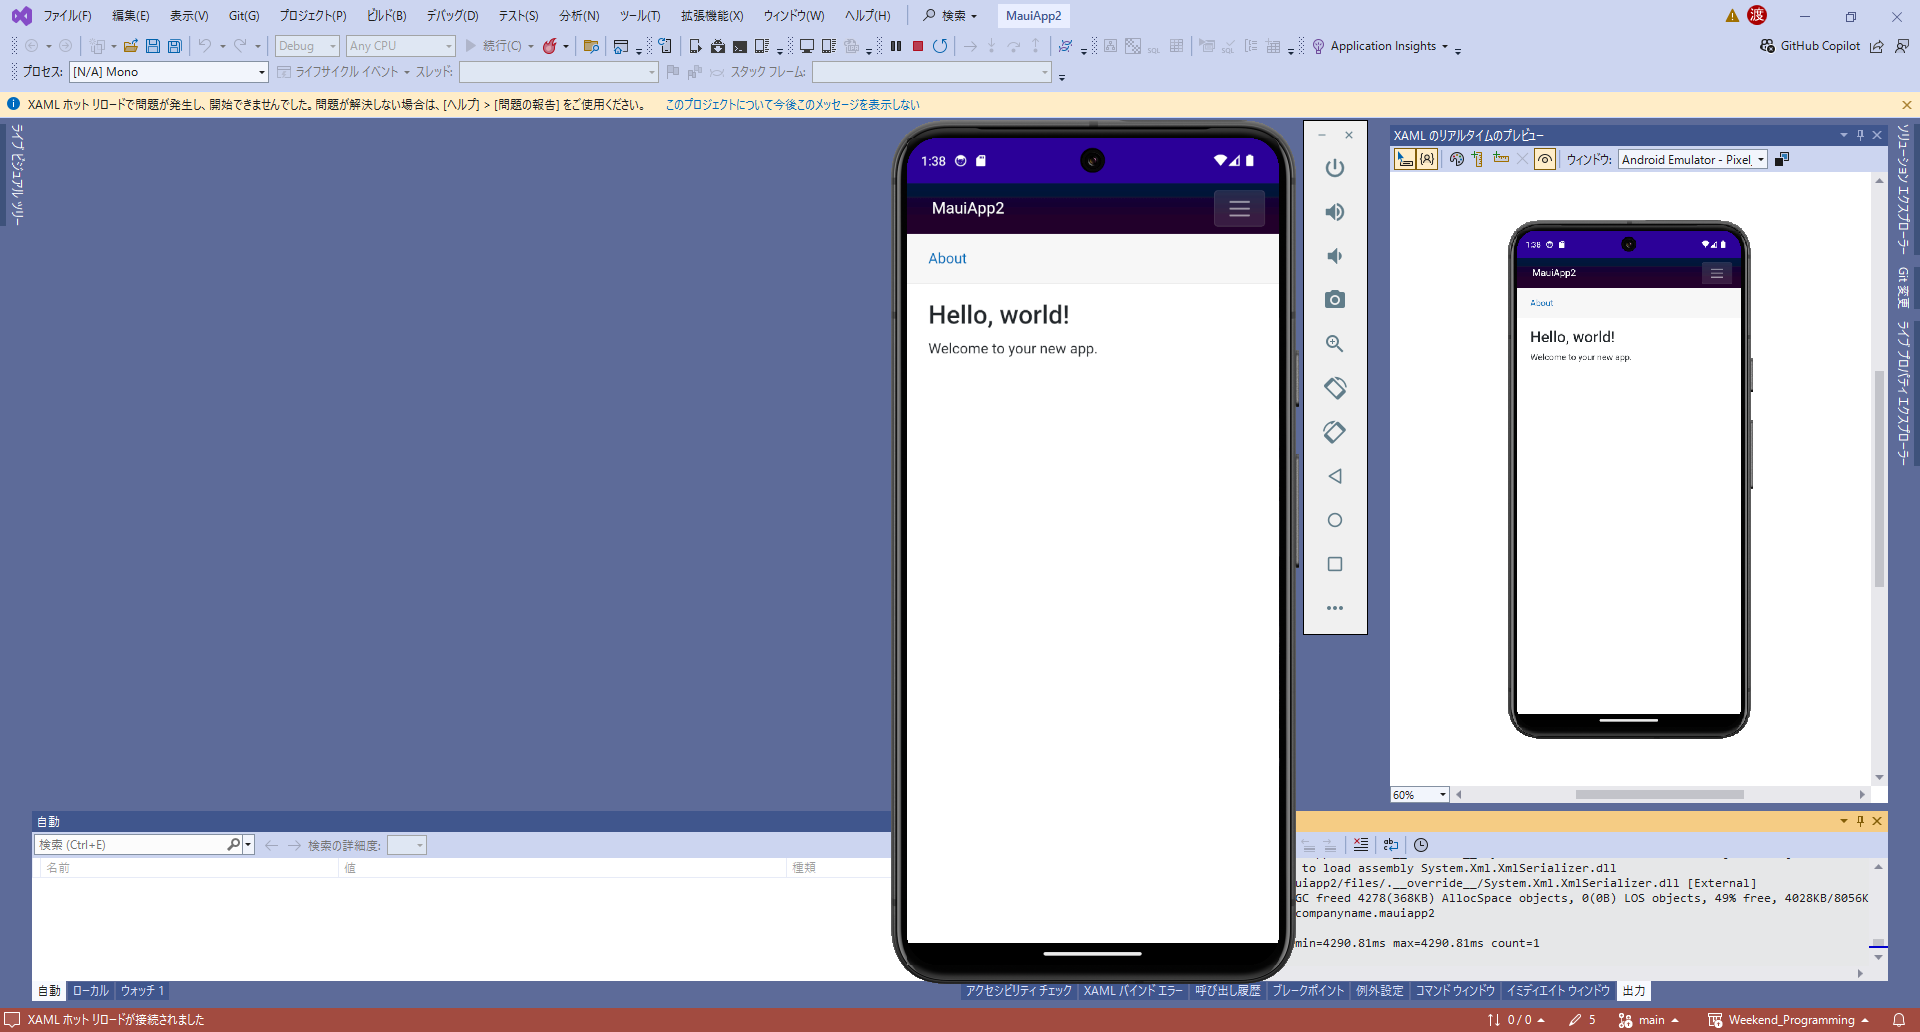 ファイル(F) 編集(E) 表示(V) Git(G) プロジェクト(P) ビルド(B) デバッグ(D) テスト(S) 分析(N) ツール(T) 拡張機能(X) ウィンドウ(W) ヘルプ(H) 検索 MauiApp2 渡
Debug Any CPU 続行(C) Application Insights GitHub Copilot
プロセス: [N/A] Mono ライフサイクル イベント スレッド: スタック フレーム:
XAML ホット リロードで問題が発生し、開始できませんでした。問題が解決しない場合は、[ヘルプ] > [問題の報告] をご使用ください。 このプロジェクトについて今後このメッセージを表示しない
ライブ ビジュアル ツリー
1:38
MauiApp2
About
Hello, world!
Welcome to your new app.
XAML のリアルタイムのプレビュー
ウィンドウ: Android Emulator - Pixel_
1:38
MauiApp2
About
Hello, world!
Welcome to your new app.
60%
ソリューション エクスプローラー
Git 変更
ライブ プロパティ エクスプローラー
自動
検索 (Ctrl+E) 検索の詳細度:
名前 値 種類
to load assembly System.Xml.XmlSerializer.dll
uiapp2/files/.__override__/System.Xml.XmlSerializer.dll [External]
GC freed 4278(368KB) AllocSpace objects, 0(0B) LOS objects, 49% free, 4028KB/8056K
companyname.mauiapp2
min=4290.81ms max=4290.81ms count=1
自動 ローカル ウォッチ 1
アクセシビリティ チェック XAML バインド エラー 呼び出し履歴 ブレークポイント 例外設定 コマンド ウィンドウ イミディエイト ウィンドウ 出力
XAML ホット リロードが接続されました 0 / 0 5 main Weekend_Programming